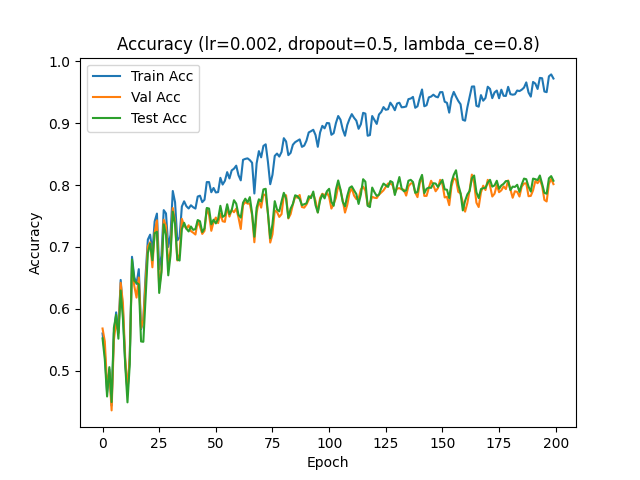 Accuracy (lr=0.002, dropout=0.5, lambda_ce=0.8)
Train Acc
Val Acc
Test Acc
1.0
0.9
0.8
0.7
0.6
0.5
Accuracy
0 25 50 75 100 125 150 175 200
Epoch